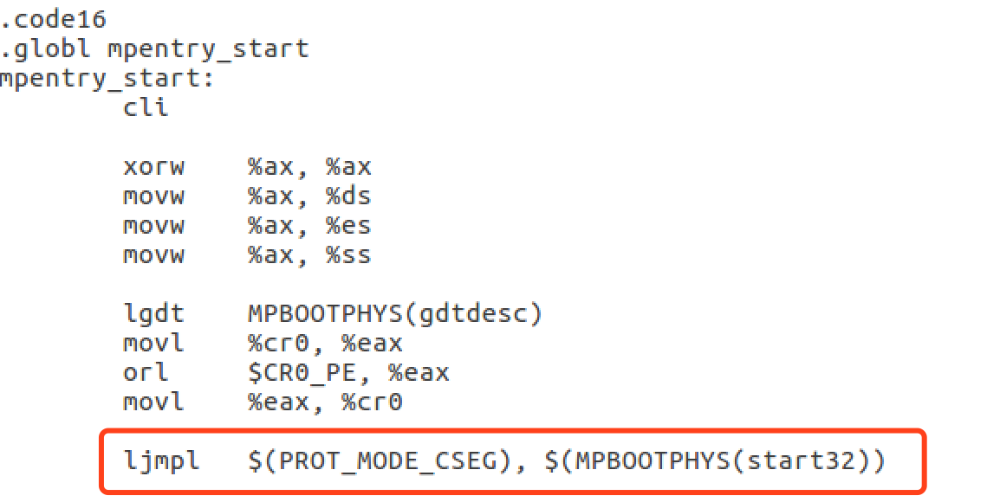 .code16
.globl mpentry_start
mpentry_start:
cli
xorw %ax, %ax
movw %ax, %ds
movw %ax, %es
movw %ax, %ss
lgdt MPBOOTPHYS(gdtdesc)
movl %cr0, %eax
orl $CR0_PE, %eax
movl %eax, %cr0
ljmpl $(PROT_MODE_CSEG), $(MPBOOTPHYS(start32))